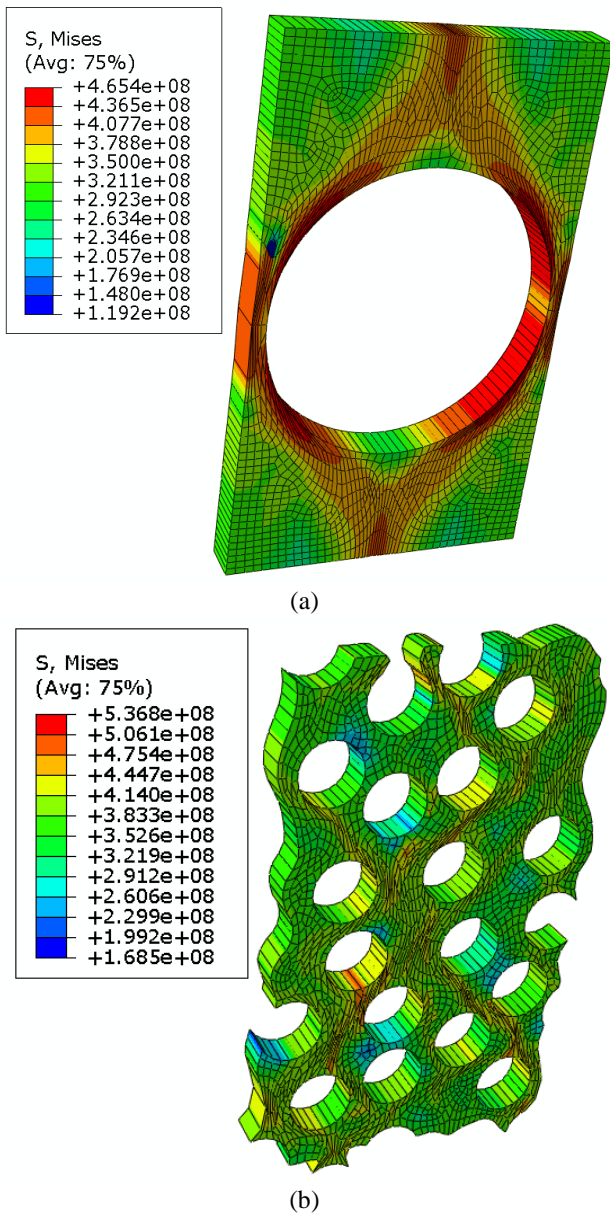 S, Mises
(Avg: 75%)
+4.654e+08
+4.365e+08
+4.077e+08
+3.788e+08
+3.500e+08
+3.211e+08
+2.923e+08
+2.634e+08
+2.346e+08
+2.057e+08
+1.769e+08
+1.480e+08
+1.192e+08
(a)
S, Mises
(Avg: 75%)
+5.368e+08
+5.061e+08
+4.754e+08
+4.447e+08
+4.140e+08
+3.833e+08
+3.526e+08
+3.219e+08
+2.912e+08
+2.606e+08
+2.299e+08
+1.992e+08
+1.685e+08
(b)